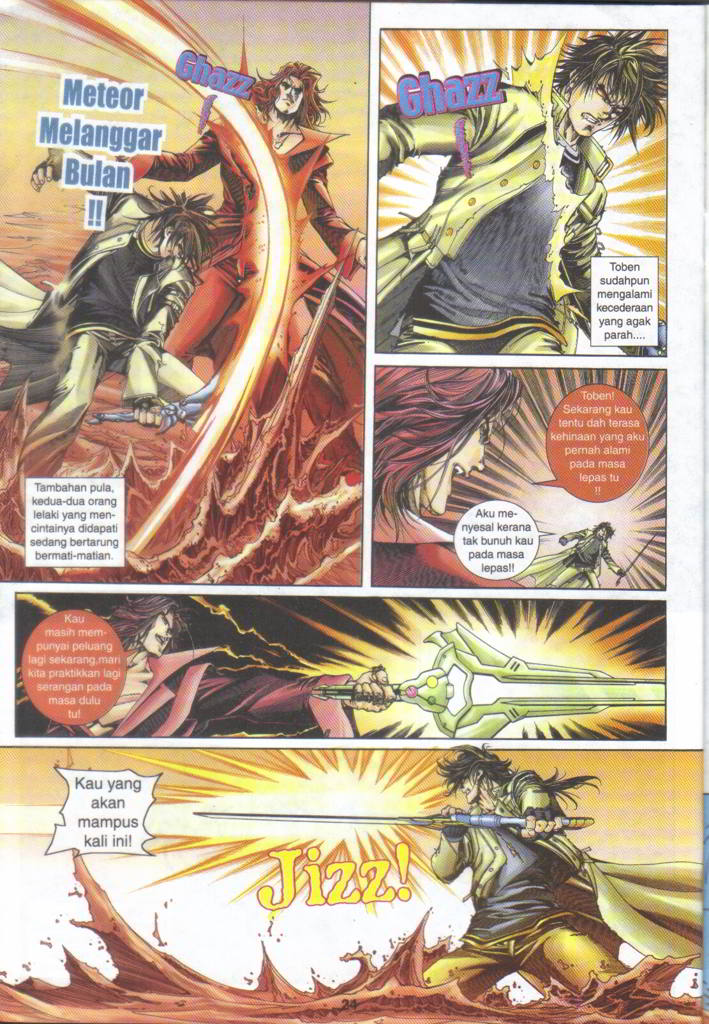 Ghazz
!
Meteor
Melanggar
Bulan
!!
Tambahan pula,
kedua-dua orang
lelaki yang men-
cintainya didapati
sedang bertarung
bermati-matian.
Ghazz
!
Toben
sudahpun
mengalami
kecederaan
yang agak
parah....
Toben!
Sekarang kau
tentu dah terasa
kehinaan yang aku
pernah alami
pada masa
lepas tu
!!
Aku me-
nyesal kerana
tak bunuh kau
pada masa
lepas!!
Kau
masih mem-
punyai peluang
lagi sekarang,mari
kita praktikkan lagi
serangan pada
masa dulu
tu!
Kau yang
akan
mampus
kali ini!
Jizz!
24